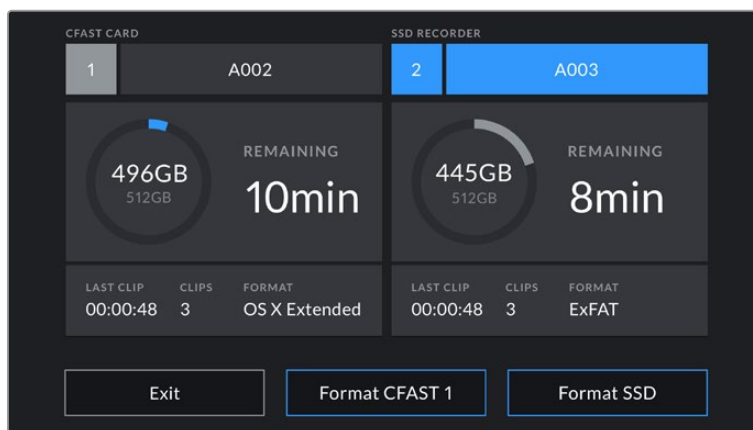 CFAST CARD
1 A002
496GB
512GB
REMAINING
10min
LAST CLIP CLIPS FORMAT
00:00:48 3 OS X Extended
SSD RECORDER
2 A003
445GB
512GB
REMAINING
8min
LAST CLIP CLIPS FORMAT
00:00:48 3 ExFAT
Exit
Format CFAST 1
Format SSD